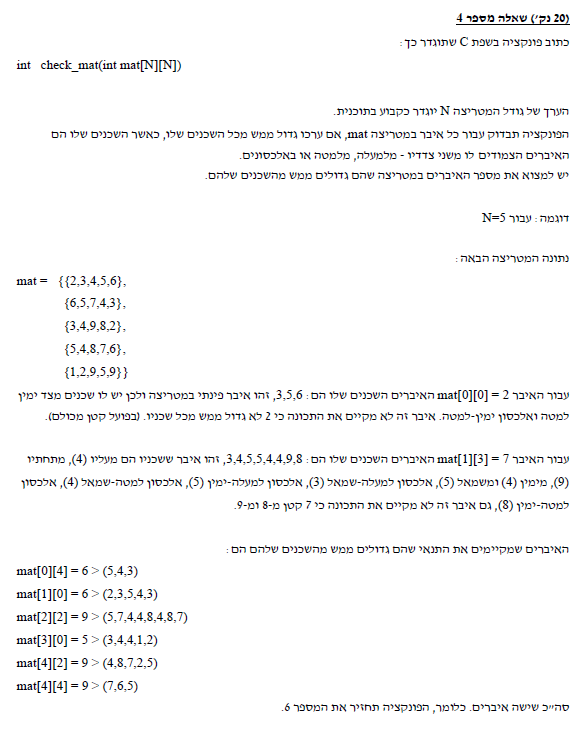 (20 נק') שאלה מספר 4
כתוב פונקציה בשפת C שתוגדר כך:
int check_mat(int mat[N][N])
הערך של גודל המטריצה N יוגדר כקבוע בתוכנית.
הפונקציה תבדוק עבור כל איבר במטריצה mat, אם ערכו גדול ממש מכל השכנים שלו, כאשר השכנים שלו הם
האיברים הצמודים לו משני צדדיו - מלמעלה, מלמטה או באלכסונים.
יש למצוא את מספר האיברים במטריצה שהם גדולים ממש מהשכנים שלהם.
דוגמה: עבור N=5
נתונה המטריצה הבאה:
mat = {{2,3,4,5,6},
{6,5,7,4,3},
{3,4,9,8,2},
{5,4,8,7,6},
{1,2,9,5,9}}
עבור האיבר mat[0][0] = 2 האיברים השכנים שלו הם: 3,5,6, זהו איבר פינתי במטריצה ולכן יש לו שכנים מצד ימין
למטה ואלכסון ימין-למטה. איבר זה לא מקיים את התכונה כי 2 לא גדול ממש מכל שכניו. (בפועל קטן מכולם).
עבור האיבר mat[1][3] = 7 האיברים השכנים שלו הם: 3,4,5,5,4,4,9,8, זהו איבר ששכניו הם מעליו (4), מתחתיו
(9), מימין (4) ומשמאל (5), אלכסון למעלה-שמאל (3), אלכסון למעלה-ימין (5), אלכסון למטה-שמאל (4), אלכסון
למטה-ימין (8), גם איבר זה לא מקיים את התכונה כי 7 קטן מ-8 ומ-9.
האיברים שמקיימים את התנאי שהם גדולים ממש מהשכנים שלהם הם:
mat[0][4] = 6 > (5,4,3)
mat[1][0] = 6 > (2,3,5,4,3)
mat[2][2] = 9 > (5,7,4,4,8,4,8,7)
mat[3][0] = 5 > (3,4,4,1,2)
mat[4][2] = 9 > (4,8,7,2,5)
mat[4][4] = 9 > (7,6,5)
סה״כ שישה איברים. כלומר, הפונקציה תחזיר את המספר 6.